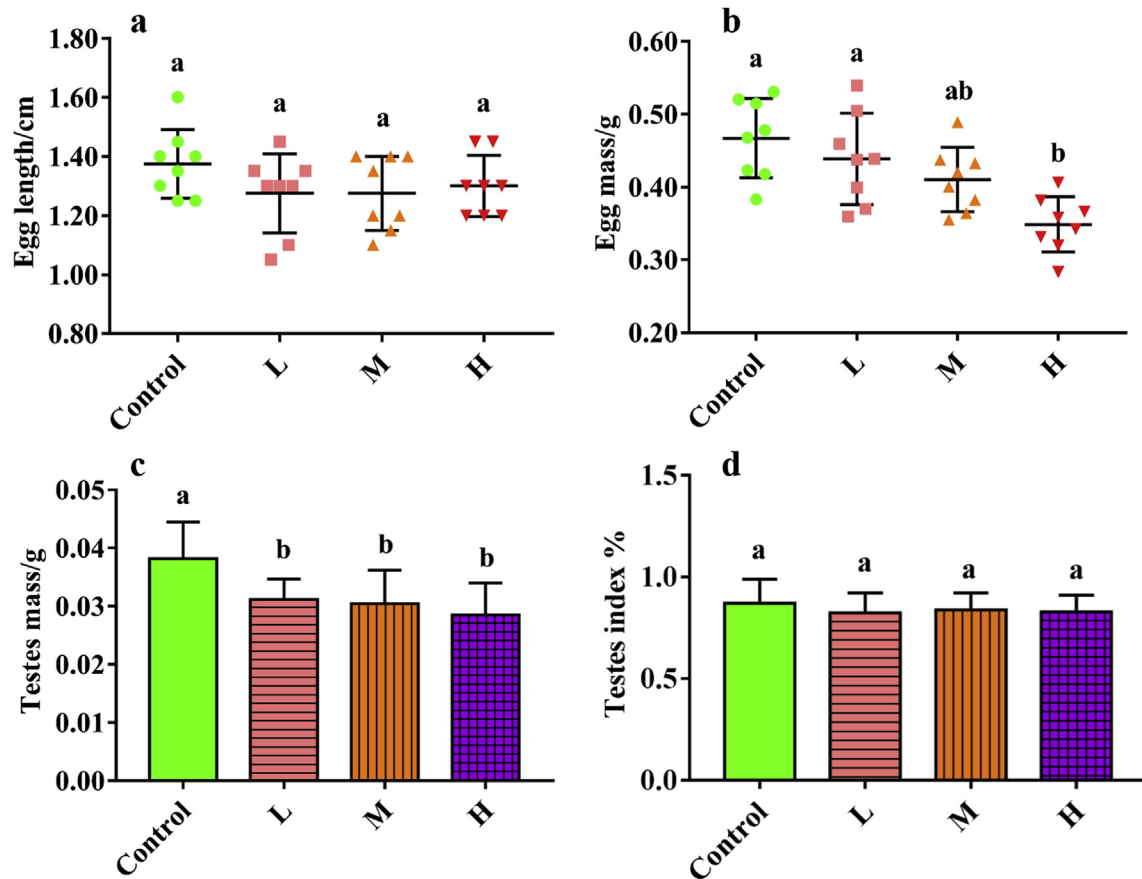 a
Egg length/cm
1.80
1.60
1.40
1.20
1.00
0.80
a
a
a
a
Control
L
M
H
b
Egg mass/g
0.60
0.50
0.40
0.30
0.20
a
a
ab
b
Control
L
M
H
c
Testes mass/g
0.05
0.04
0.03
0.02
0.01
0.00
a
b
b
b
Control
L
M
H
d
Testes index %
1.5
1.0
0.5
0.0
a
a
a
a
Control
L
M
H